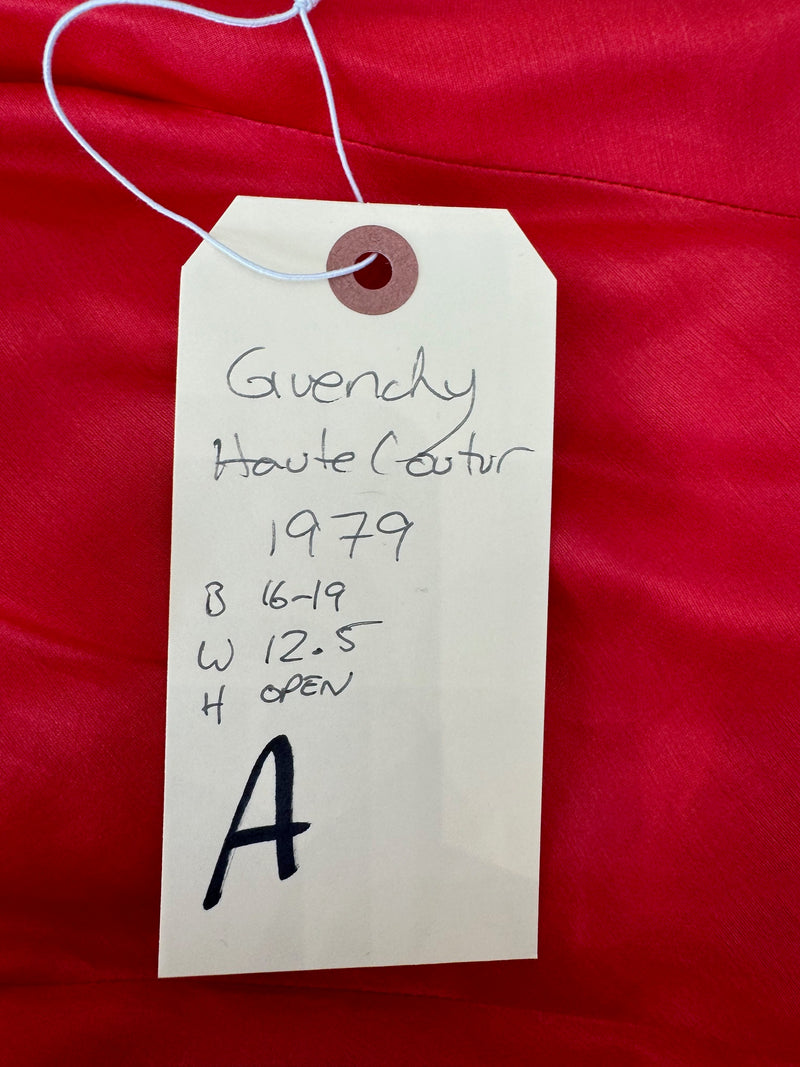 Givenchy
Haute Coutur
1979
B 16-19
W 12.5
H OPEN
A